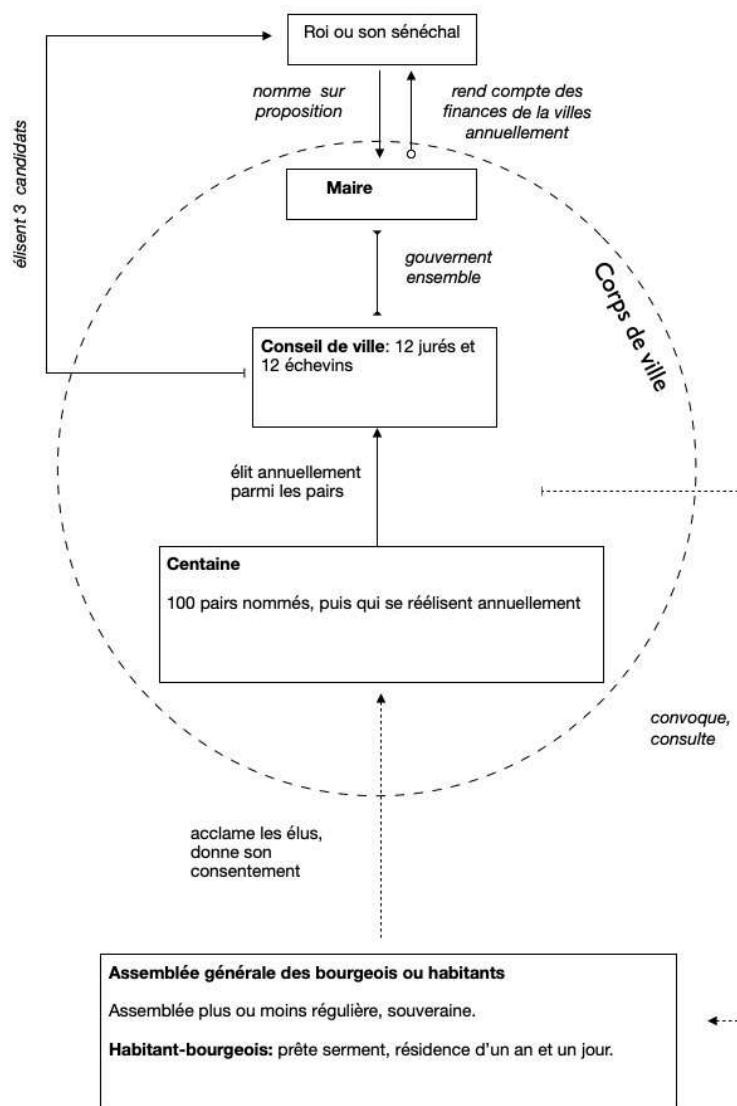 Roi ou son sénéchal
nomme sur
proposition
rend compte des
finances de la villes
annuellement
élisent 3 candidats
Maire
gouvernent
ensemble
Corps de ville
Conseil de ville: 12 jurés et
12 échevins
élit annuellement
parmi les pairs
Centaine
100 pairs nommés, puis qui se réélisent annuellement
convoque,
consulte
acclame les élus,
donne son
consentement
Assemblée générale des bourgeois ou habitants
Assemblée plus ou moins régulière, souveraine.
Habitant-bourgeois: prête serment, résidence d'un an et un jour.